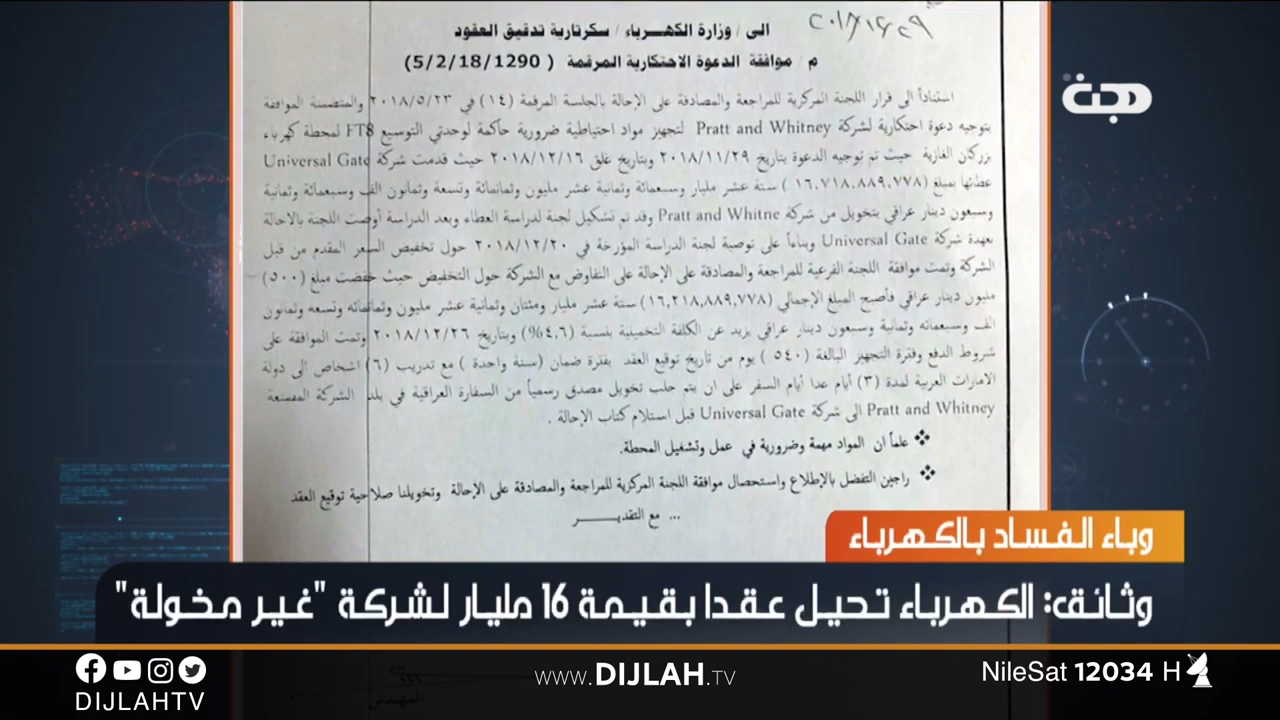 ٢٠١٨/١٢/٢٩
الى / وزارة الكهرباء / سكرتارية تدقيق العقود
م / موافقة الدعوة الاحتكارية المرقمة ( 5/2/18/1290)
استناداً الى قرار اللجنة المركزية للمراجعة والمصادقة على الإحالة بالجلسة المرقمة (١٤) في ٢٠١٨/٥/٢٣ والمتضمنة الموافقة
بتوجيه دعوة احتكارية لشركة Pratt and Whitney لتجهيز مواد احتياطية ضرورية حاكمة لوحدتي التوسيع FT8 لمحطة كهرباء
بزركان الغازية حيث تم توجيه الدعوة بتاريخ ٢٠١٨/١١/٢٩ وبتاريخ غلق ٢٠١٨/١٢/١٦ حيث قدمت شركة Universal Gate
عطائها بمبلغ (١٦,٧١٨,٨٨٩,٧٧٨ ) ستة عشر مليار وسبعمائة وثمانية عشر مليون وثمانمائة وتسعة وثمانون الف وسبعمائة وثمانية
وسبعون دينار عراقي بتخويل من شركة Pratt and Whitne وقد تم تشكيل لجنة لدراسة العطاء وبعد الدراسة أوصت اللجنة بالاحالة
بعهدة شركة Universal Gate وبناءاً على توصية لجنة الدراسة المؤرخة في ٢٠١٨/١٢/٢٠ حول تخفيض السعر المقدم من قبل
الشركة وتمت موافقة اللجنة الفرعية للمراجعة والمصادقة على الإحالة على التفاوض مع الشركة حول التخفيض حيث خفضت مبلغ (٥٠٠)
مليون دينار عراقي فأصبح المبلغ الإجمالي (١٦,٢١٨,٨٨٩,٧٧٨) ستة عشر مليار ومئتان وثمانية عشر مليون وثمانمائه وتسعه وثمانون
الف وسبعمائه وثمانية وسبعون دينار عراقي يزيد عن الكلفة التخمينية بنسبة (٤,٦%) وبتاريخ ٢٠١٨/١٢/٢٦ وتمت الموافقة على
شروط الدفع وفترة التجهيز البالغة (٥٤٠ ) يوم من تاريخ توقيع العقد بفترة ضمان (سنة واحدة ) مع تدريب (٦) اشخاص الى دولة
الامارات العربية لمدة (٣) أيام عدا أيام السفر على ان يتم جلب تخويل مصدق رسمياً من السفارة العراقية في بلد الشركة المصنعة
Pratt and Whitney الى شركة Universal Gate قبل استلام كتاب الإحالة .
❖ علماً ان المواد مهمة وضرورية في عمل وتشغيل المحطة.
❖ راجين التفضل بالإطلاع واستحصال موافقة اللجنة المركزية للمراجعة والمصادقة على الإحالة وتخويلنا صلاحية توقيع العقد
... مع التقدير
دجلة
وباء الفساد بالكهرباء
وثائق: الكهرباء تحيل عقدا بقيمة 16 مليار لشركة "غير مخولة"
المهندس
DIJLAHTV
WWW.DIJLAH.TV
NileSat 12034 H